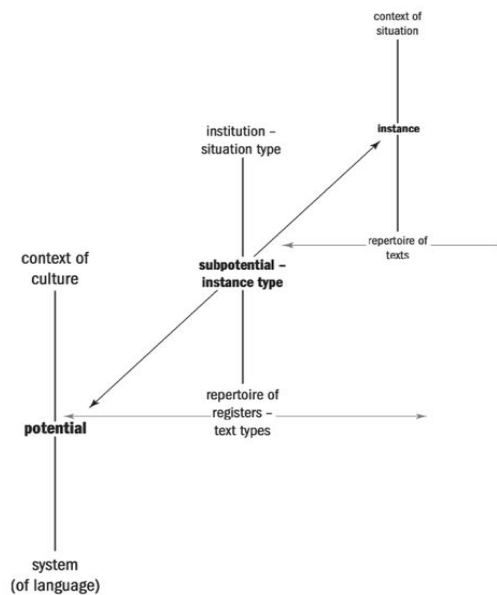 context of
situation
instance
institution –
situation type
repertoire of
texts
context of
culture
subpotential –
instance type
repertoire of
registers –
text types
potential
system
(of language)